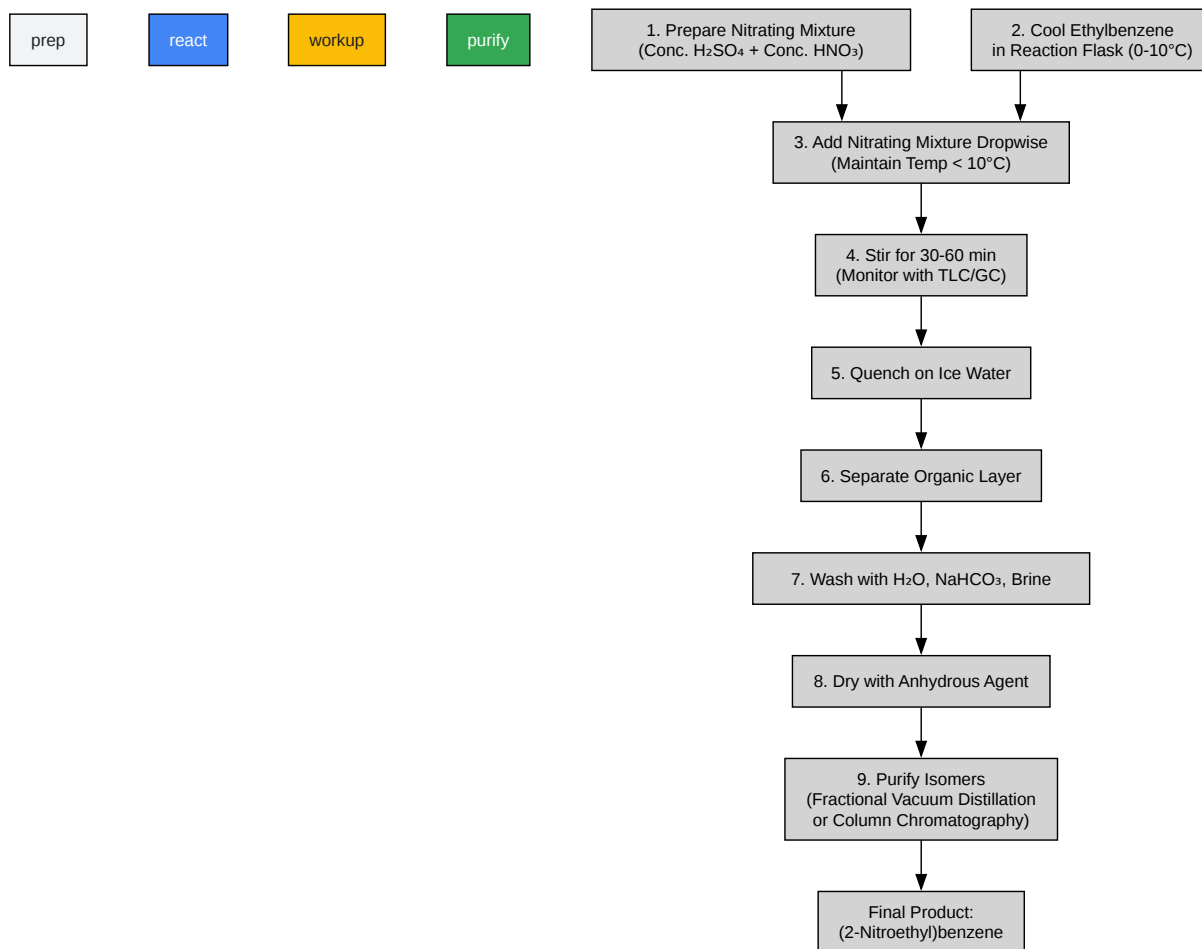 prep
react
workup
purify
1. Prepare Nitrating Mixture
(Conc. H₂SO₄ + Conc. HNO₃)
2. Cool Ethylbenzene
in Reaction Flask (0-10°C)
3. Add Nitrating Mixture Dropwise
(Maintain Temp < 10°C)
4. Stir for 30-60 min
(Monitor with TLC/GC)
5. Quench on Ice Water
6. Separate Organic Layer
7. Wash with H₂O, NaHCO₃, Brine
8. Dry with Anhydrous Agent
9. Purify Isomers
(Fractional Vacuum Distillation
or Column Chromatography)
Final Product:
(2-Nitroethyl)benzene